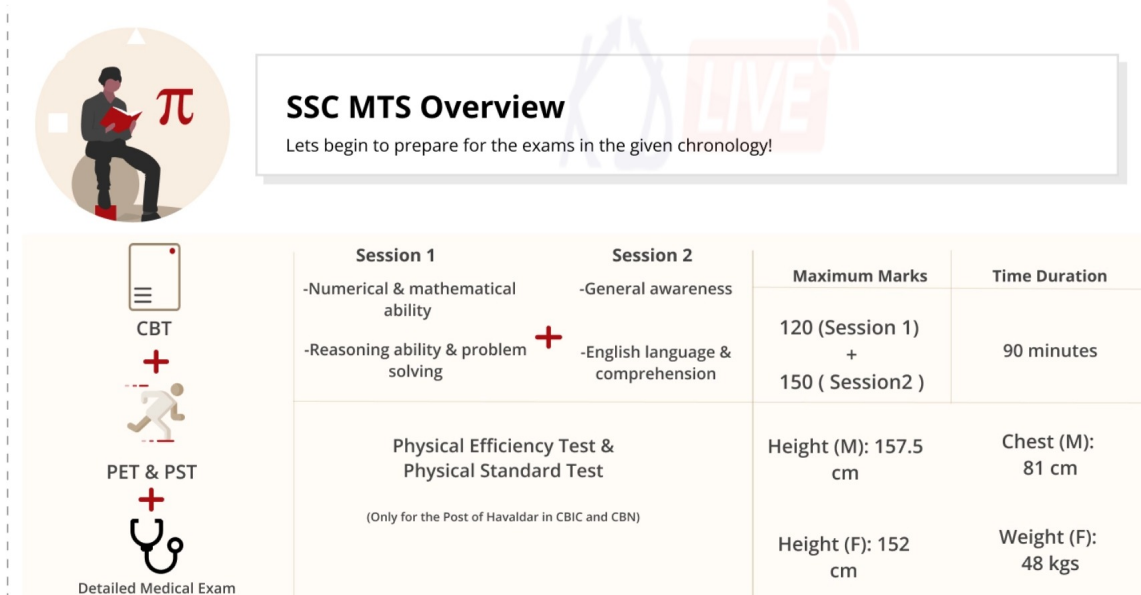 LIVE
π
SSC MTS Overview
Lets begin to prepare for the exams in the given chronology!
CBT
+
PET & PST
+
Detailed Medical Exam
Session 1
-Numerical & mathematical
ability
-Reasoning ability & problem
solving
+
Session 2
-General awareness
-English language &
comprehension
Maximum Marks
120 (Session 1)
+
150 ( Session2 )
Time Duration
90 minutes
Physical Efficiency Test &
Physical Standard Test
(Only for the Post of Havaldar in CBIC and CBN)
Height (M): 157.5
cm
Chest (M):
81 cm
Height (F): 152
cm
Weight (F):
48 kgs